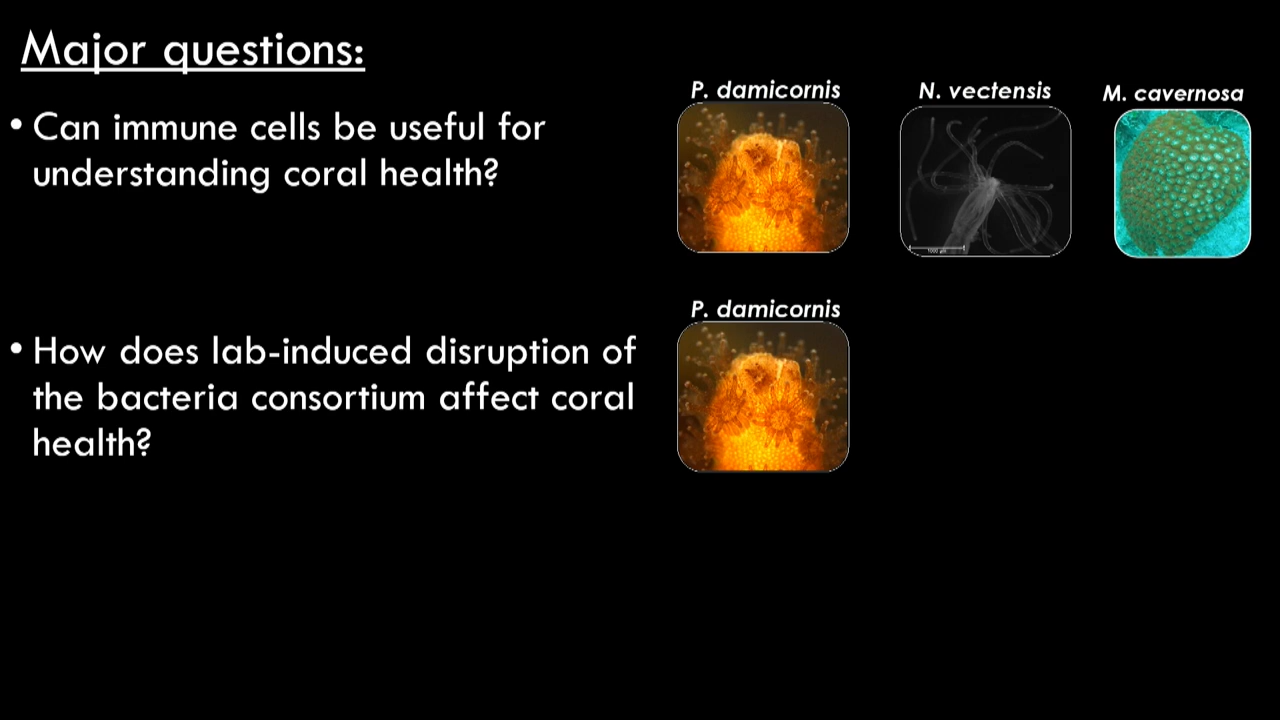 Major questions:
• Can immune cells be useful for
understanding coral health?
P. damicornis
N. vectensis
M. cavernosa
• How does lab-induced disruption of
the bacteria consortium affect coral
health?
P. damicornis